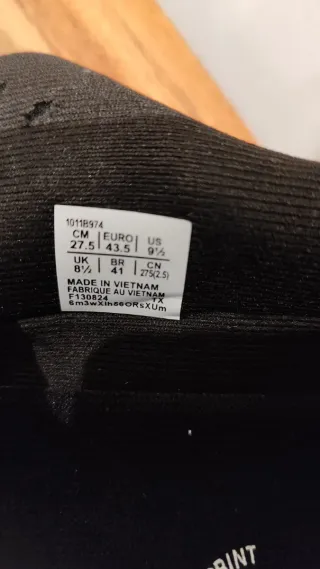 1011B974
CM | EURO | US
27.5 | 43.5 | 9½
UK | BR | CN
8½ | 41 | 275(2.5)
MADE IN VIETNAM
FABRIQUE AU VIETNAM
F130824 TX
PRINT